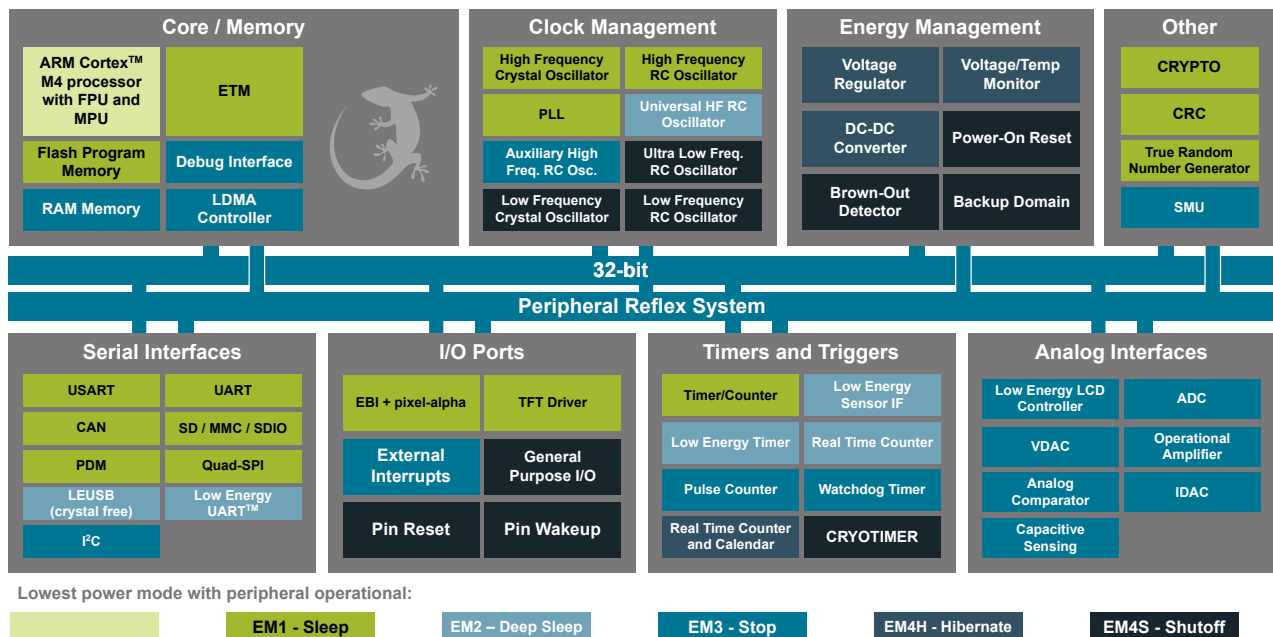 Core / Memory
ARM Cortex™
M4 processor
with FPU and
MPU
ETM
Flash Program
Memory
Debug Interface
RAM Memory
LDMA
Controller
Clock Management
High Frequency
Crystal Oscillator
High Frequency
RC Oscillator
PLL
Universal HF RC
Oscillator
Auxiliary High
Freq. RC Osc.
Ultra Low Freq.
RC Oscillator
Low Frequency
Crystal Oscillator
Low Frequency
RC Oscillator
Energy Management
Voltage
Regulator
Voltage/Temp
Monitor
DC-DC
Converter
Power-On Reset
Brown-Out
Detector
Backup Domain
Other
CRYPTO
CRC
True Random
Number Generator
SMU
32-bit
Peripheral Reflex System
Serial Interfaces
USART
UART
CAN
SD / MMC / SDIO
PDM
Quad-SPI
LEUSB
(crystal free)
Low Energy
UART™
I²C
I/O Ports
EBI + pixel-alpha
TFT Driver
External
Interrupts
General
Purpose I/O
Pin Reset
Pin Wakeup
Timers and Triggers
Timer/Counter
Low Energy
Sensor IF
Low Energy Timer
Real Time Counter
Pulse Counter
Watchdog Timer
Real Time Counter
and Calendar
CRYOTIMER
Analog Interfaces
Low Energy LCD
Controller
ADC
VDAC
Operational
Amplifier
Analog
Comparator
IDAC
Capacitive
Sensing
Lowest power mode with peripheral operational:
EM1 - Sleep
EM2 – Deep Sleep
EM3 - Stop
EM4H - Hibernate
EM4S - Shutoff